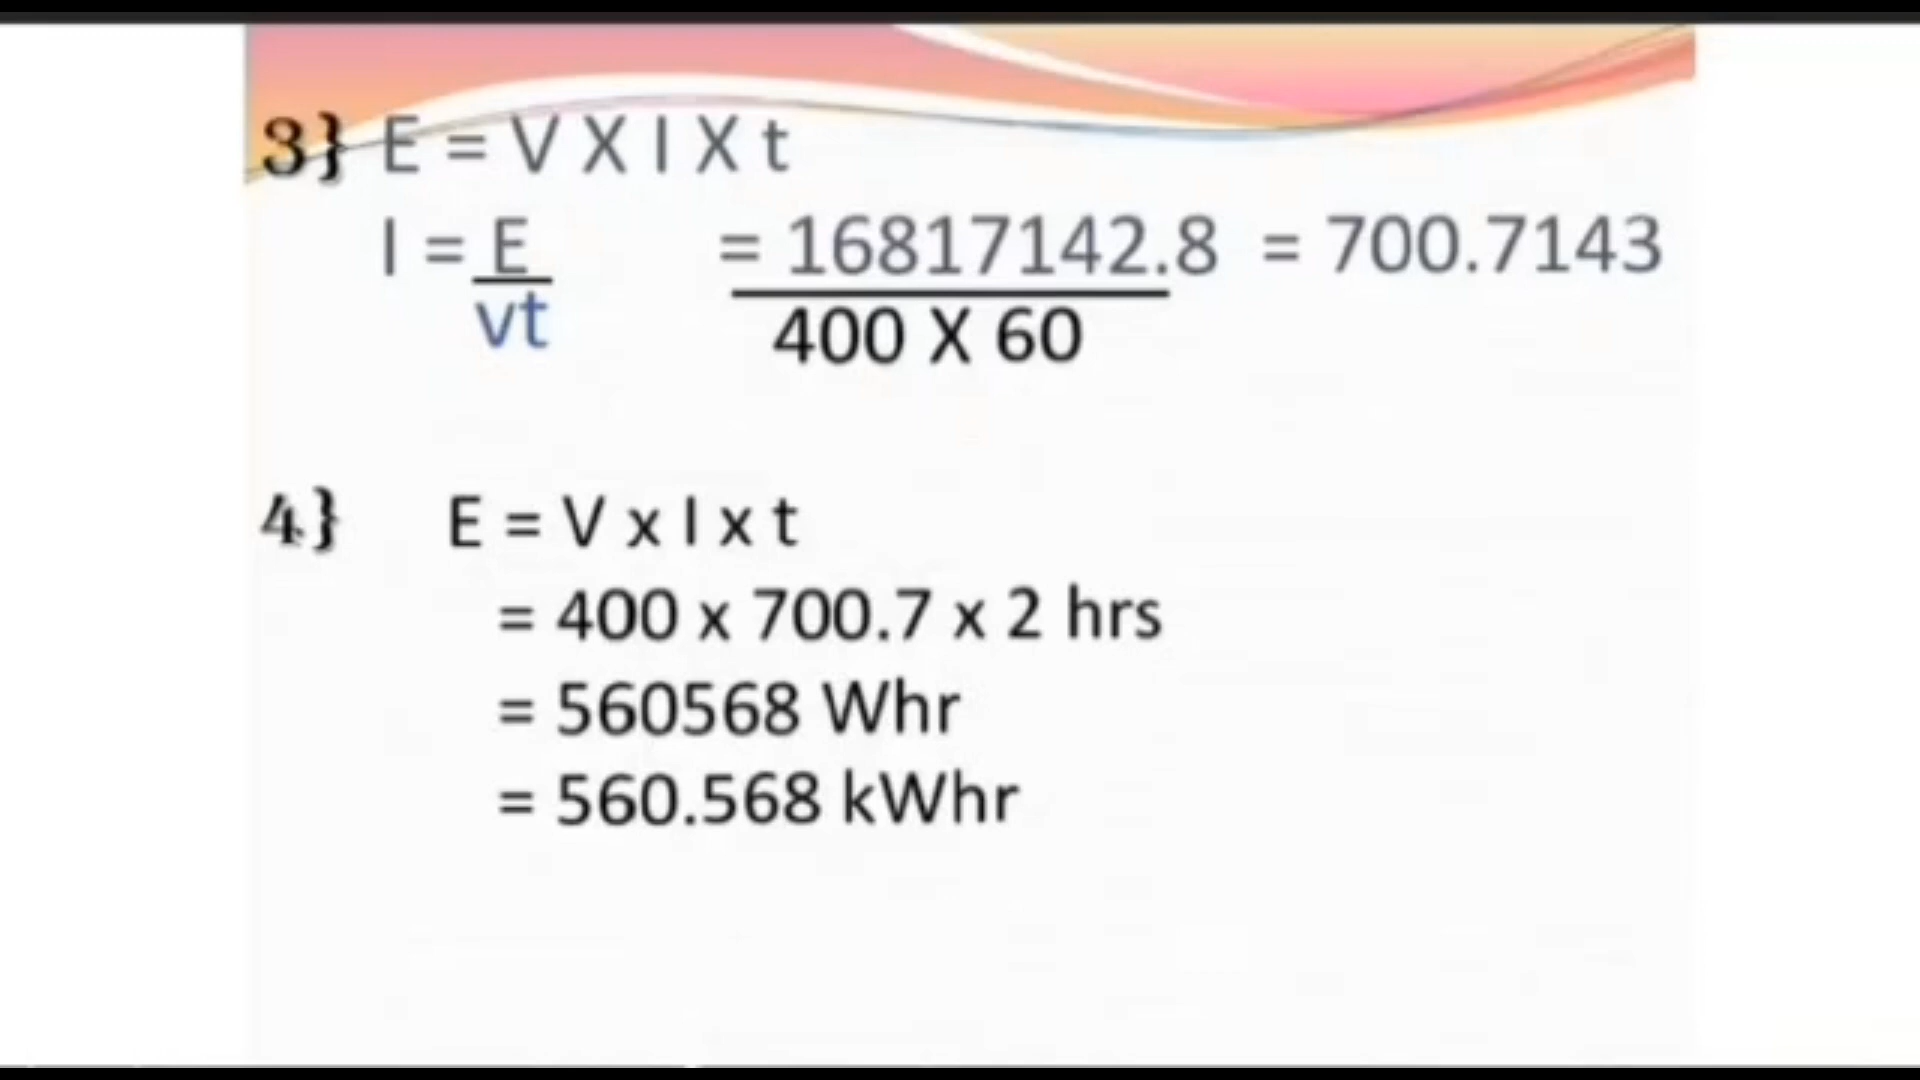 3} E = V X I X t
I = E = 16817142.8 = 700.7143
vt 400 X 60
4} E = V x I x t
= 400 x 700.7 x 2 hrs
= 560568 Whr
= 560.568 kWhr